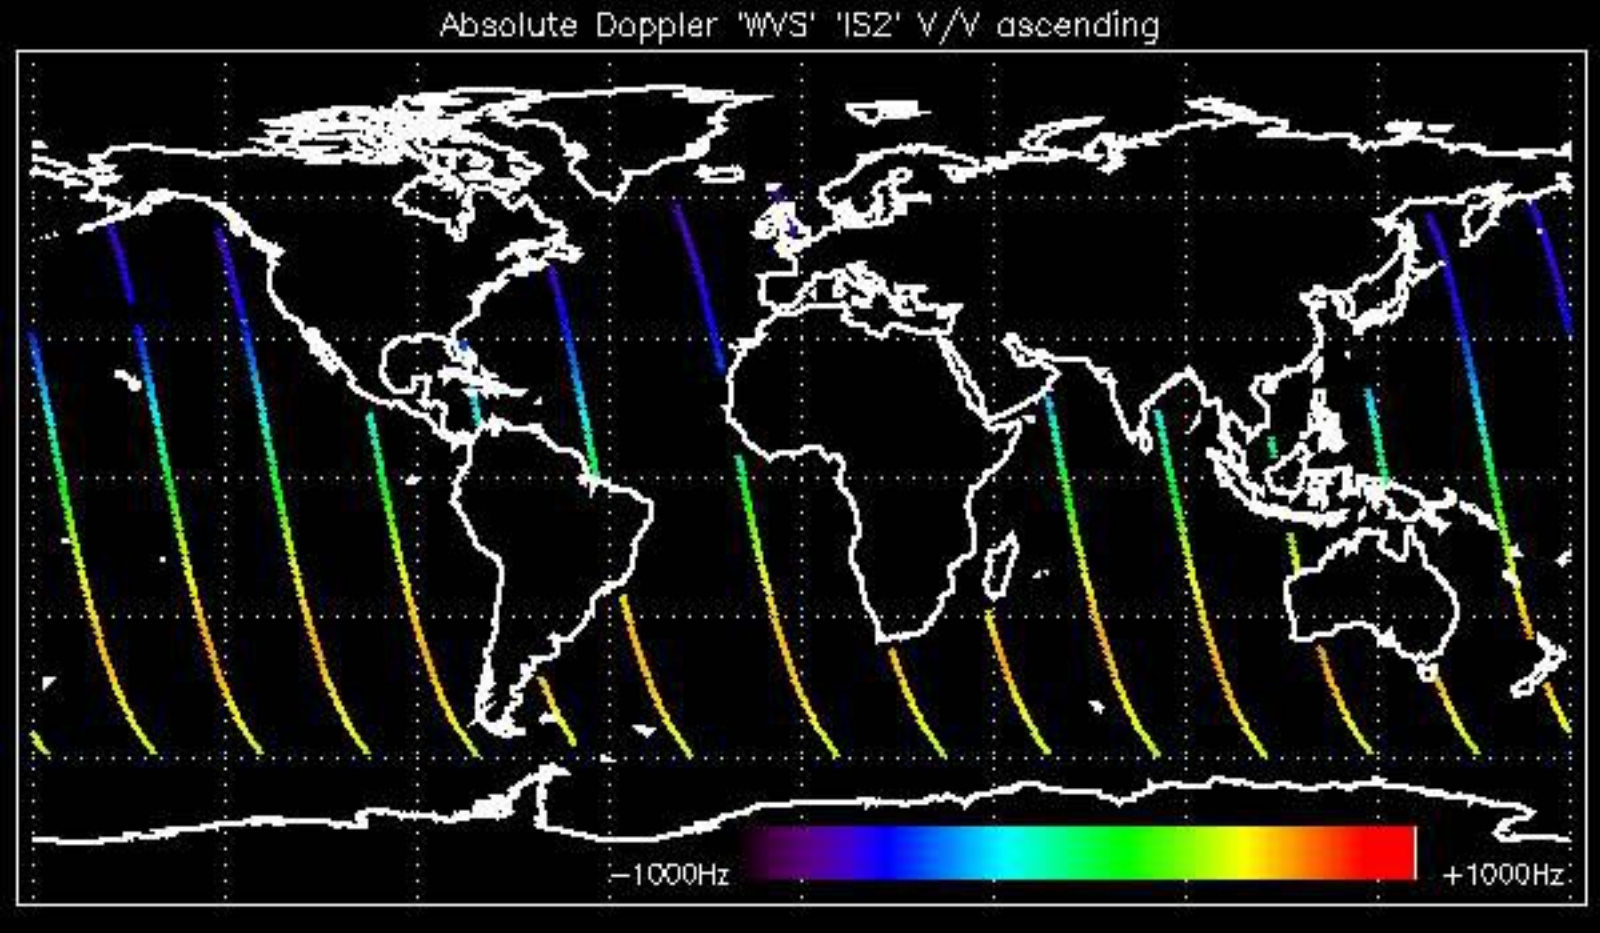 Absolute Doppler 'WVS' 'IS2' V/V ascending
−1000Hz
+1000Hz